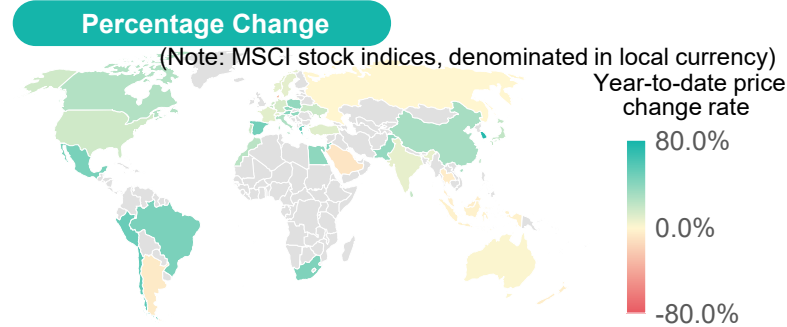 Percentage Change
(Note: MSCI stock indices, denominated in local currency)
Year-to-date price
change rate
80.0%
0.0%
-80.0%